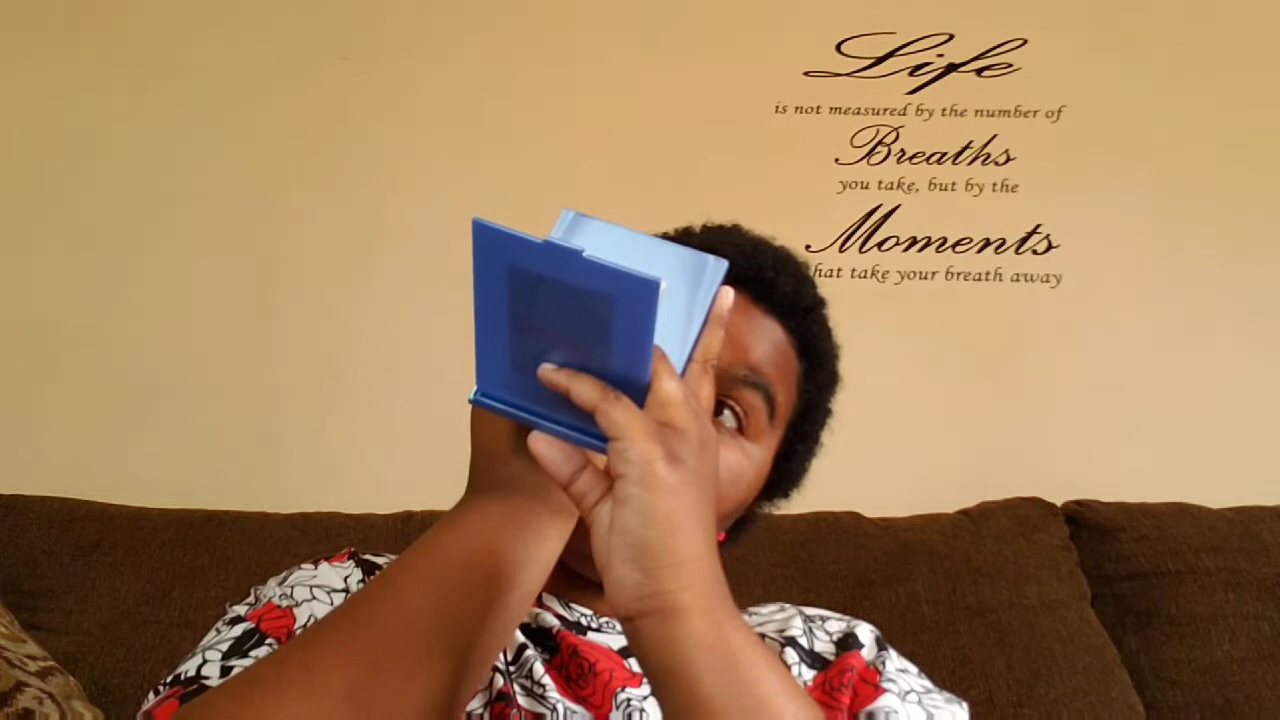 Life
is not measured by the number of
Breaths
you take, but by the
Moments
hat take your breath away